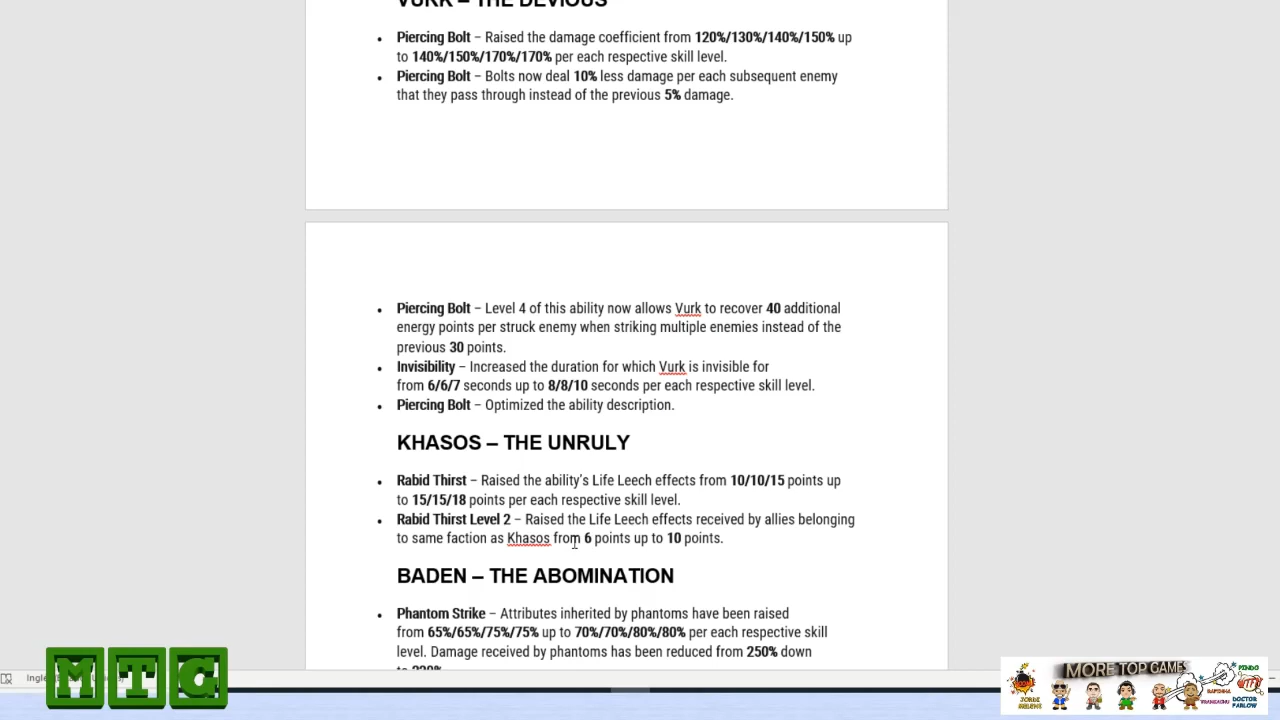 VURK – THE DEVIOUS
• Piercing Bolt – Raised the damage coefficient from 120%/130%/140%/150% up
to 140%/150%/170%/170% per each respective skill level.
• Piercing Bolt – Bolts now deal 10% less damage per each subsequent enemy
that they pass through instead of the previous 5% damage.
• Piercing Bolt – Level 4 of this ability now allows Vurk to recover 40 additional
energy points per struck enemy when striking multiple enemies instead of the
previous 30 points.
• Invisibility – Increased the duration for which Vurk is invisible for
from 6/6/7 seconds up to 8/8/10 seconds per each respective skill level.
• Piercing Bolt – Optimized the ability description.
KHASOS – THE UNRULY
• Rabid Thirst – Raised the ability's Life Leech effects from 10/10/15 points up
to 15/15/18 points per each respective skill level.
• Rabid Thirst Level 2 – Raised the Life Leech effects received by allies belonging
to same faction as Khasos from 6 points up to 10 points.
BADEN – THE ABOMINATION
• Phantom Strike – Attributes inherited by phantoms have been raised
from 65%/65%/75%/75% up to 70%/70%/80%/80% per each respective skill
level. Damage received by phantoms has been reduced from 250% down
to
MTG
MORE TOP GAMES
JORGE
PINDO
RAPINHA
DOCTOR
FARLOW